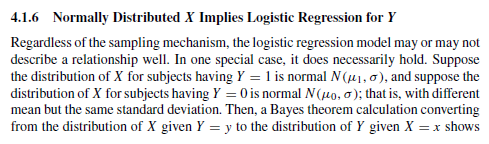 4.1.6 Normally Distributed X Implies Logistic Regression for Y
Regardless of the sampling mechanism, the logistic regression model may or may not
describe a relationship well. In one special case, it does necessarily hold. Suppose
the distribution of X for subjects having Y = 1 is normal N(μ₁, σ), and suppose the
distribution of X for subjects having Y = 0 is normal N(μ₀, σ); that is, with different
mean but the same standard deviation. Then, a Bayes theorem calculation converting
from the distribution of X given Y = y to the distribution of Y given X = x shows